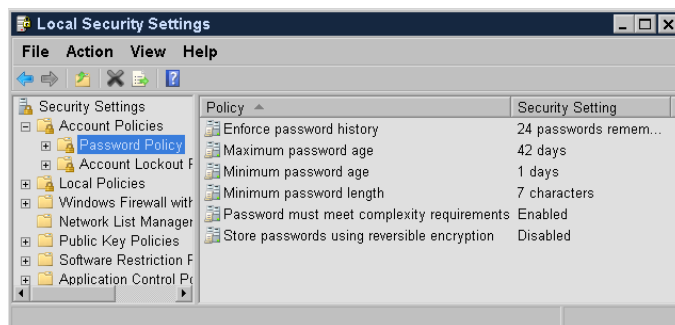 Local Security Settings
File Action View Help
Security Settings
Account Policies
Password Policy
Account Lockout P
Local Policies
Windows Firewall with
Network List Manager
Public Key Policies
Software Restriction P
Application Control Po
Policy Security Setting
Enforce password history 24 passwords remem...
Maximum password age 42 days
Minimum password age 1 days
Minimum password length 7 characters
Password must meet complexity requirements Enabled
Store passwords using reversible encryption Disabled